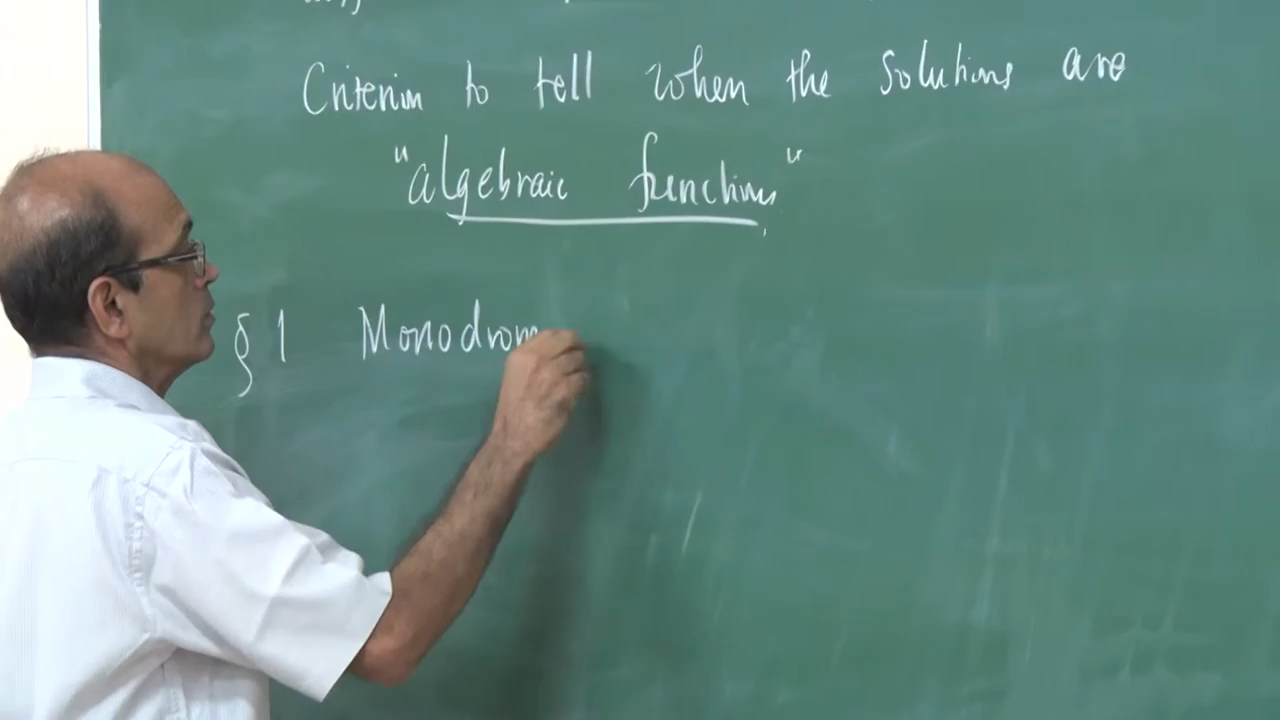 Criterion to tell when the solutions are
"algebraic functions"
§ 1 Monodrom